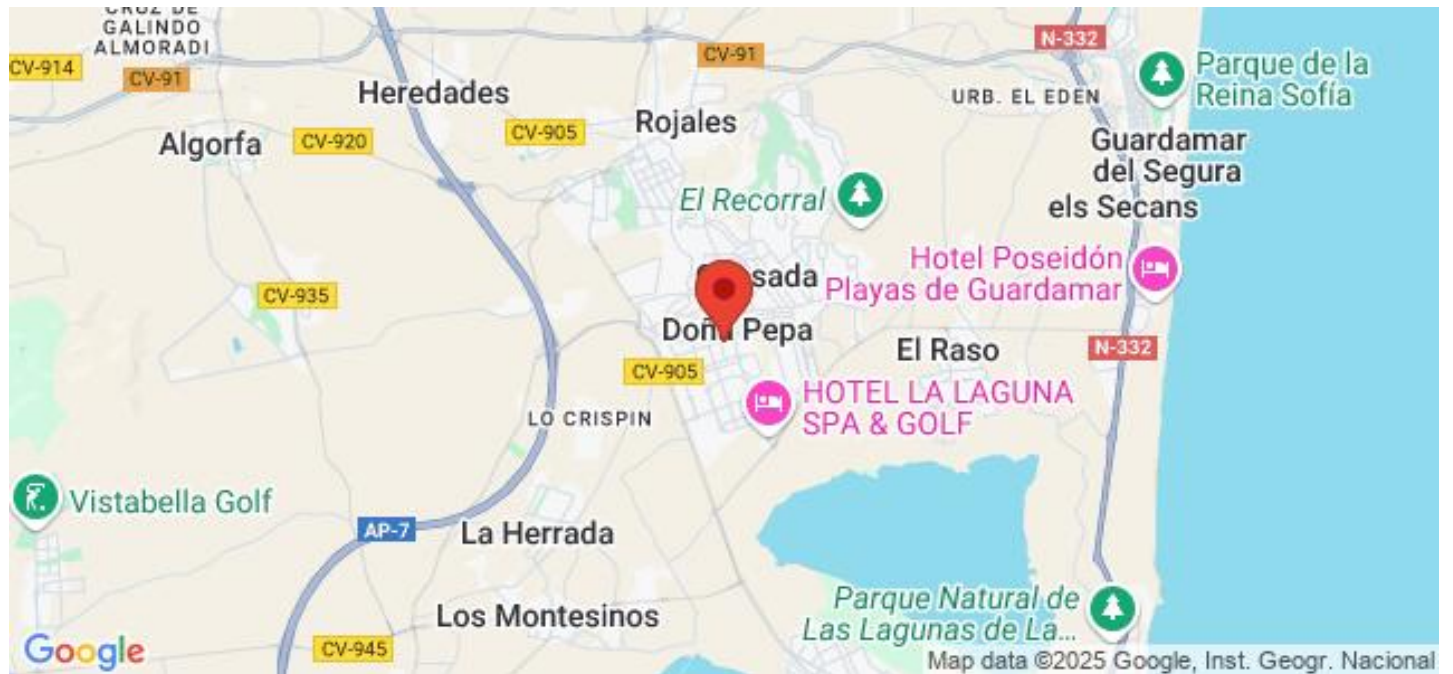 CRUZ DE
GALINDO
ALMORADI
CV-914
CV-91
CV-91
N-332
Parque de la
Reina Sofía
Heredades
URB. EL EDEN
Rojales
CV-905
Algorfa
CV-920
Guardamar
del Segura
El Recorral
els Secans
Hotel Poseidón
Playas de Guardamar
CV-935
Doña Pepa
El Raso
N-332
CV-905
HOTEL LA LAGUNA
SPA & GOLF
LO CRISPIN
Vistabella Golf
AP-7
La Herrada
Parque Natural de
Las Lagunas de La...
Los Montesinos
CV-945
Google
Map data ©2025 Google, Inst. Geogr. Nacional